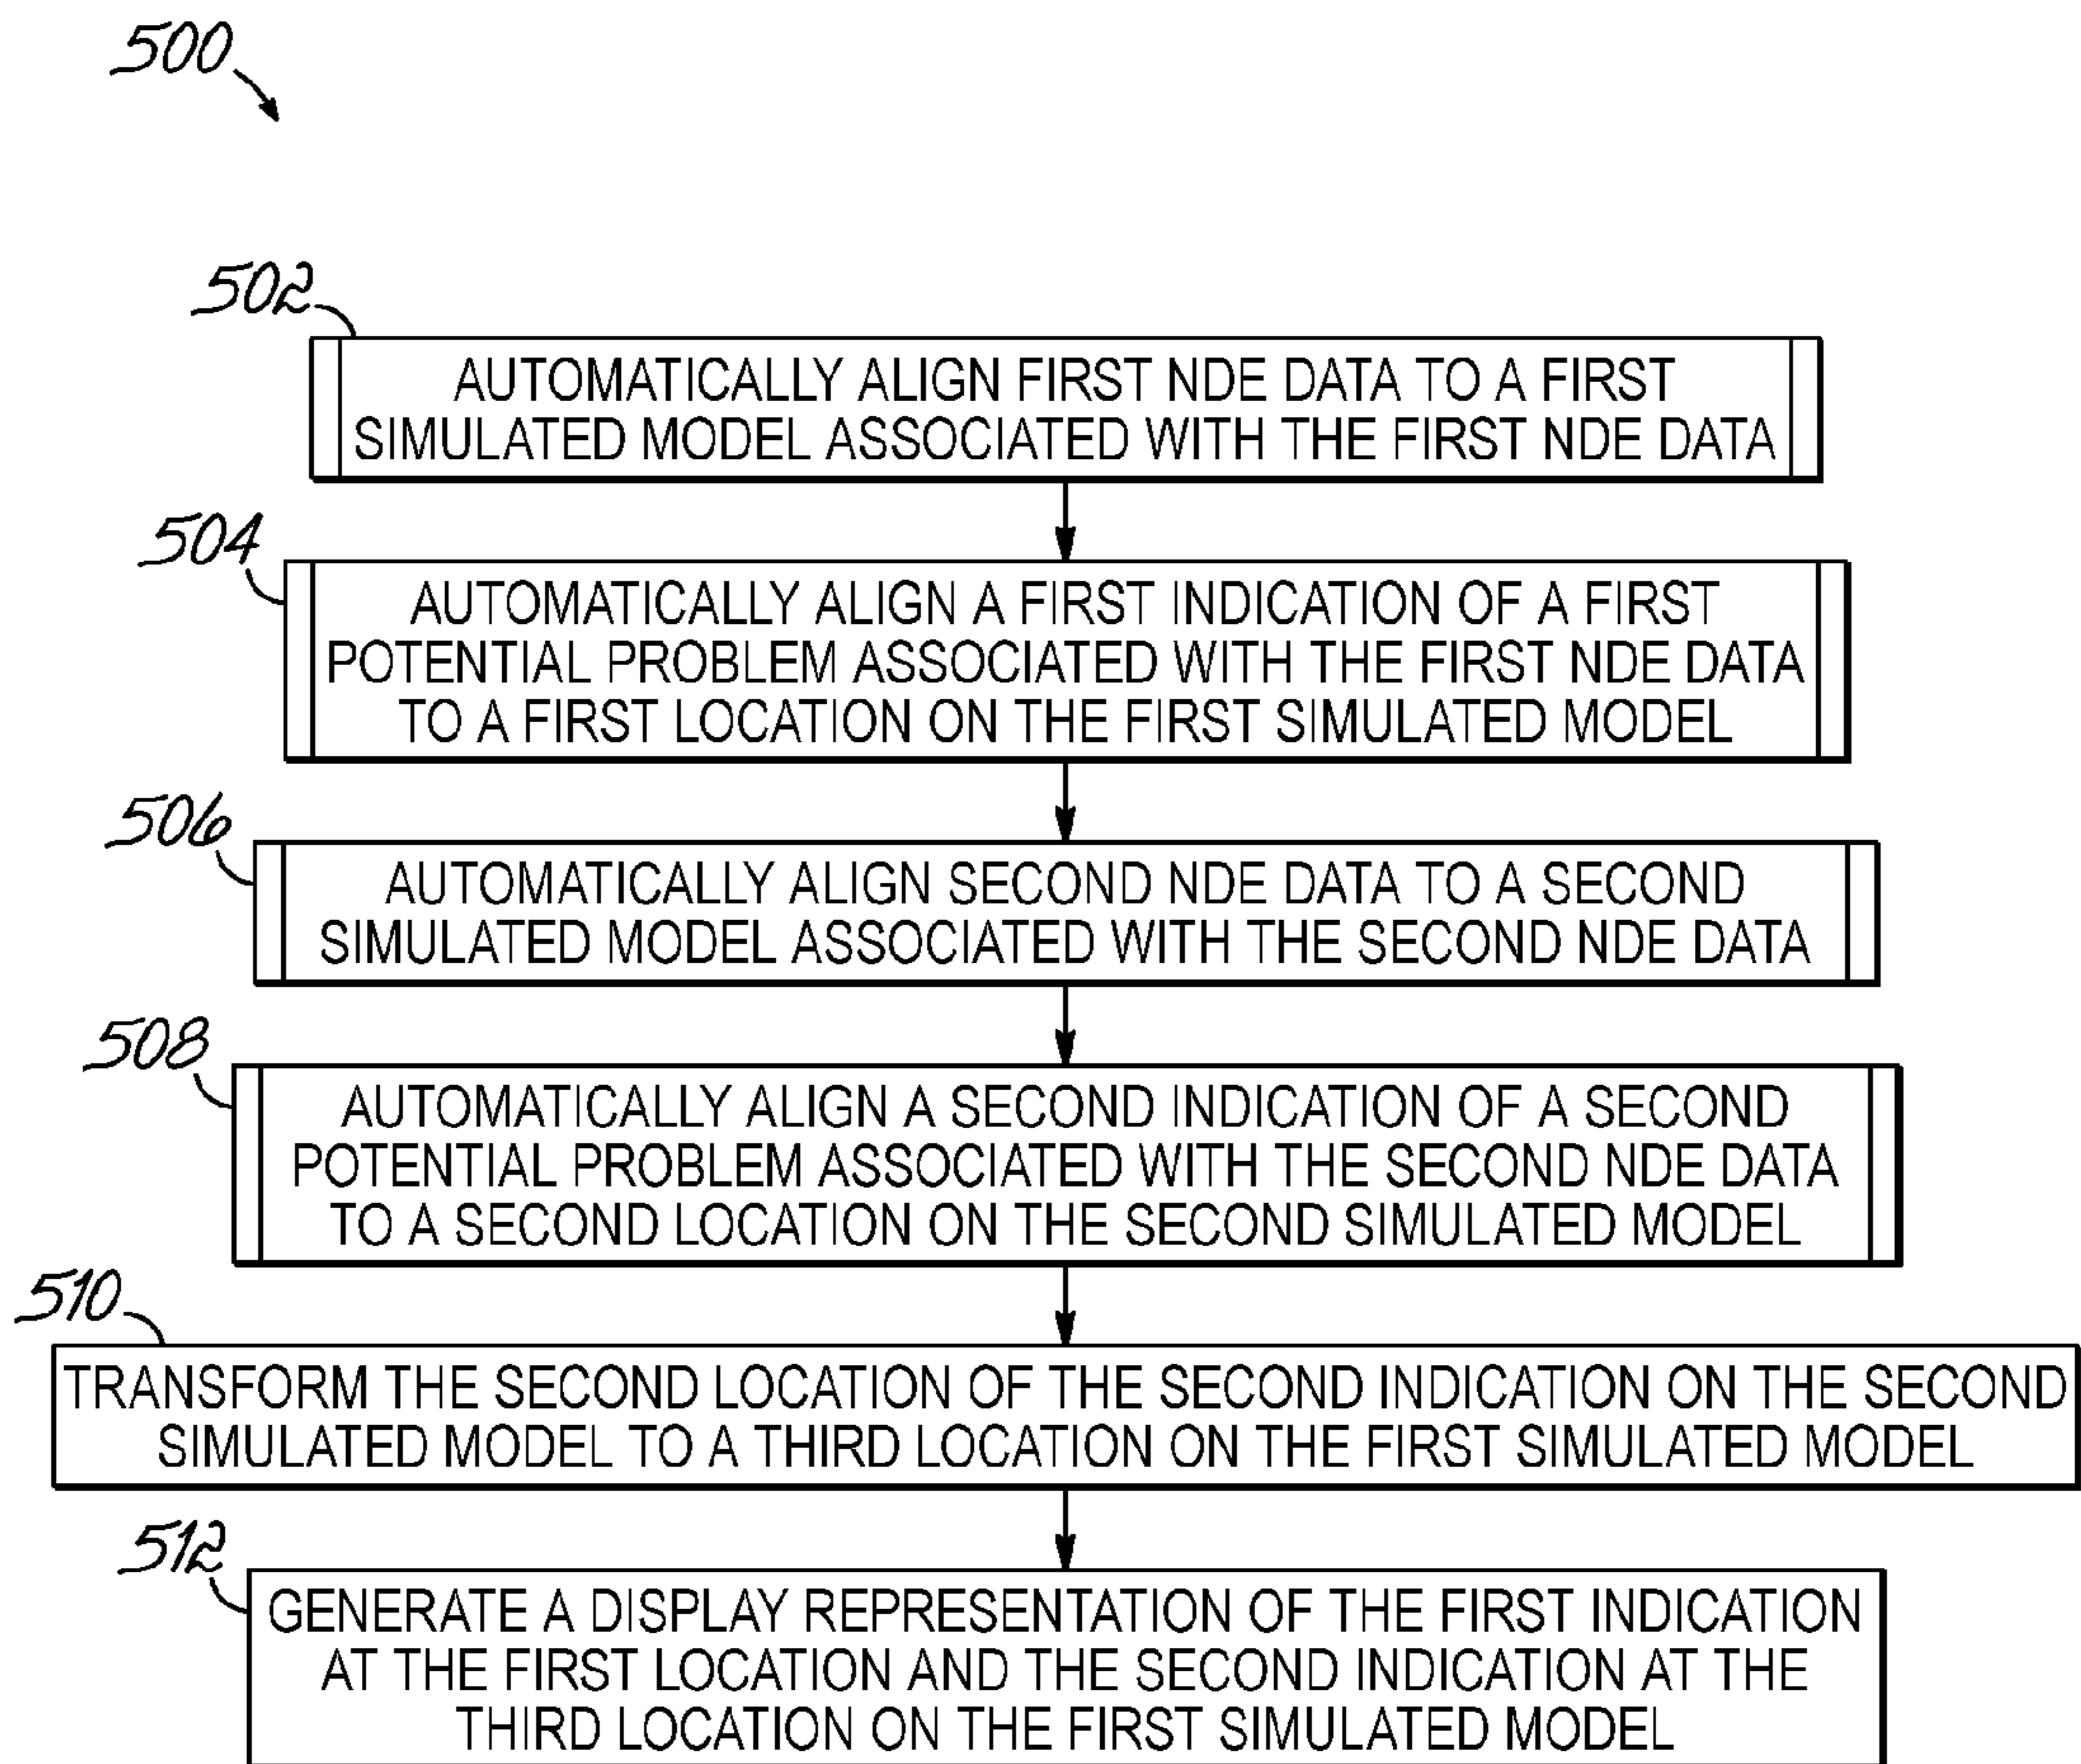 500
502
AUTOMATICALLY ALIGN FIRST NDE DATA TO A FIRST
SIMULATED MODEL ASSOCIATED WITH THE FIRST NDE DATA
504
AUTOMATICALLY ALIGN A FIRST INDICATION OF A FIRST
POTENTIAL PROBLEM ASSOCIATED WITH THE FIRST NDE DATA
TO A FIRST LOCATION ON THE FIRST SIMULATED MODEL
506
AUTOMATICALLY ALIGN SECOND NDE DATA TO A SECOND
SIMULATED MODEL ASSOCIATED WITH THE SECOND NDE DATA
508
AUTOMATICALLY ALIGN A SECOND INDICATION OF A SECOND
POTENTIAL PROBLEM ASSOCIATED WITH THE SECOND NDE DATA
TO A SECOND LOCATION ON THE SECOND SIMULATED MODEL
510
TRANSFORM THE SECOND LOCATION OF THE SECOND INDICATION ON THE SECOND
SIMULATED MODEL TO A THIRD LOCATION ON THE FIRST SIMULATED MODEL
512
GENERATE A DISPLAY REPRESENTATION OF THE FIRST INDICATION
AT THE FIRST LOCATION AND THE SECOND INDICATION AT THE
THIRD LOCATION ON THE FIRST SIMULATED MODEL